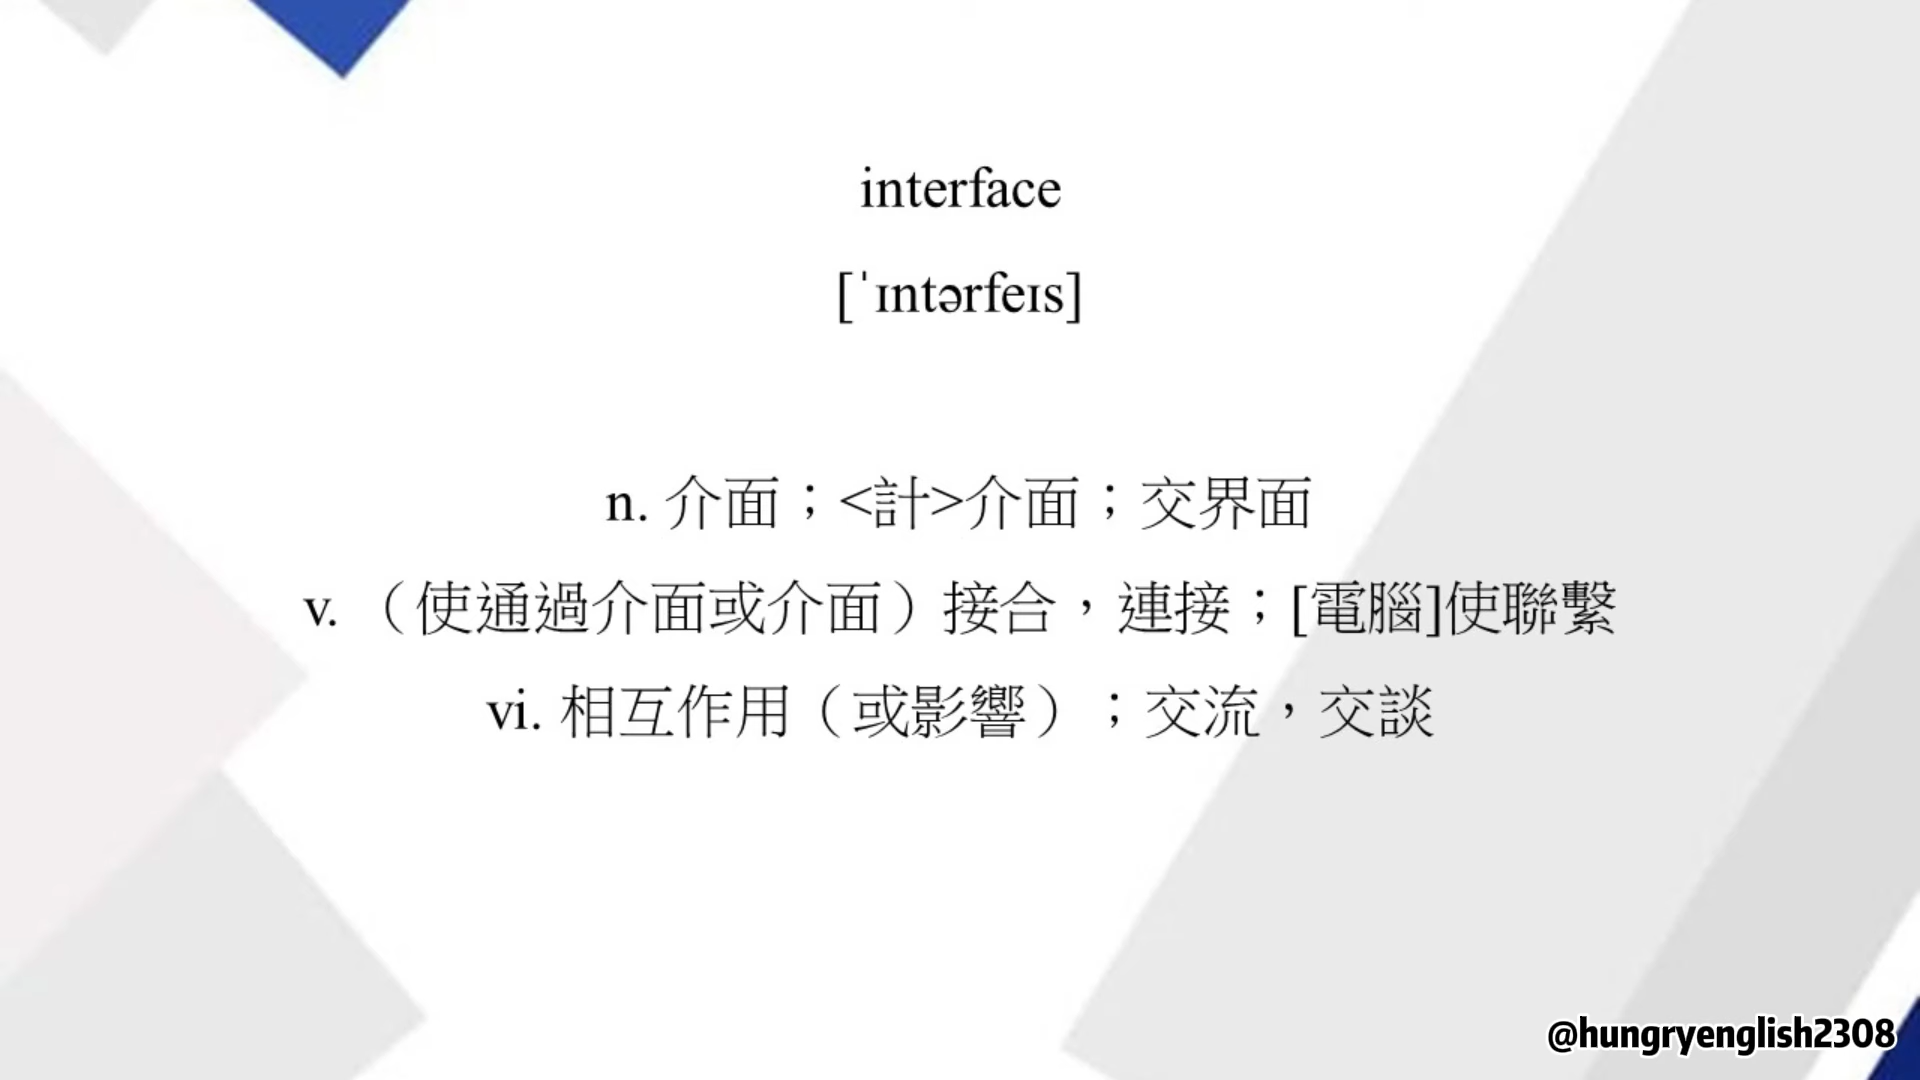 interface
[ˈɪntərfeɪs]
n. 介面；<計>介面；交界面
v. （使通過介面或介面）接合，連接；[電腦]使聯繫
vi. 相互作用（或影響）；交流，交談
@hungryenglish2308